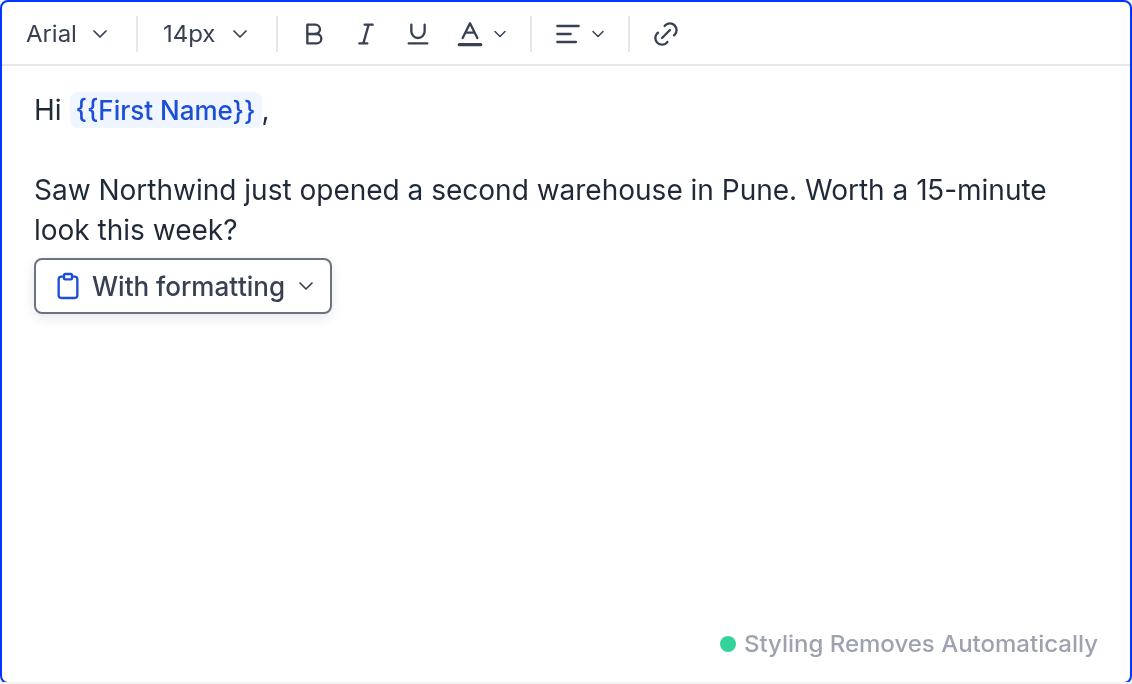 Arial 14px B I U A
Hi {{First Name}},
Saw Northwind just opened a second warehouse in Pune. Worth a 15-minute
look this week?
With formatting
Styling Removes Automatically